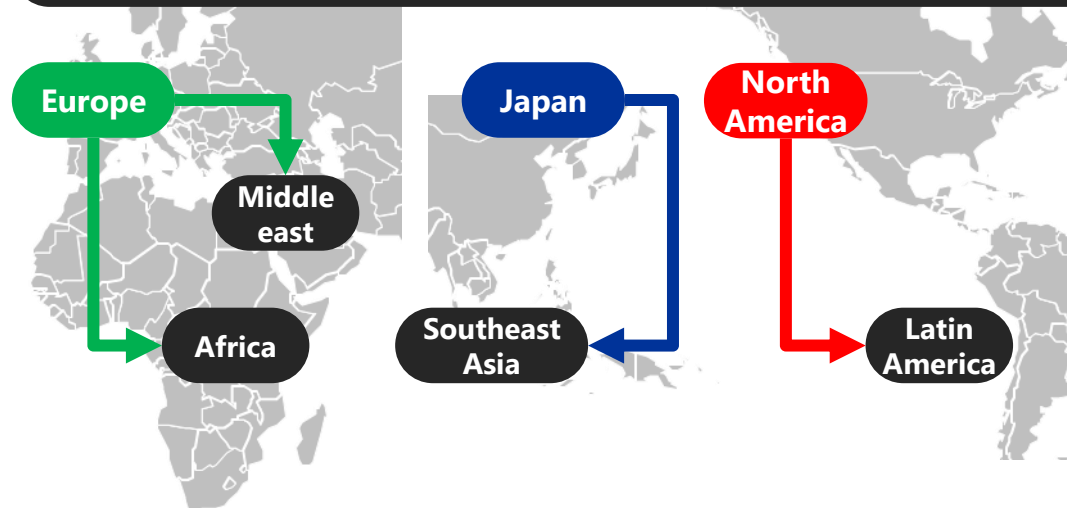 Europe
Japan
North
America
Middle
east
Africa
Southeast
Asia
Latin
America